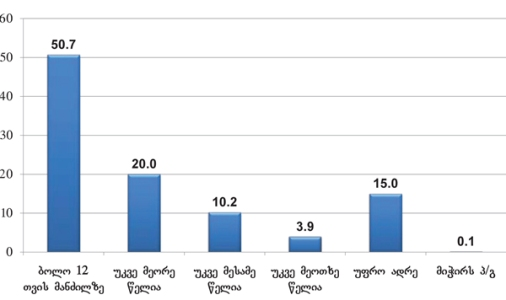 60
50
40
30
20
10
0
50.7
20.0
10.2
3.9
15.0
0.1
ბოლო 12
თვის მანძილზე
უკვე მეორე
წელია
უკვე მესამე
წელია
უკვე მეოთხე
წელია
უფრო ადრე
მიჭირს პ/გ